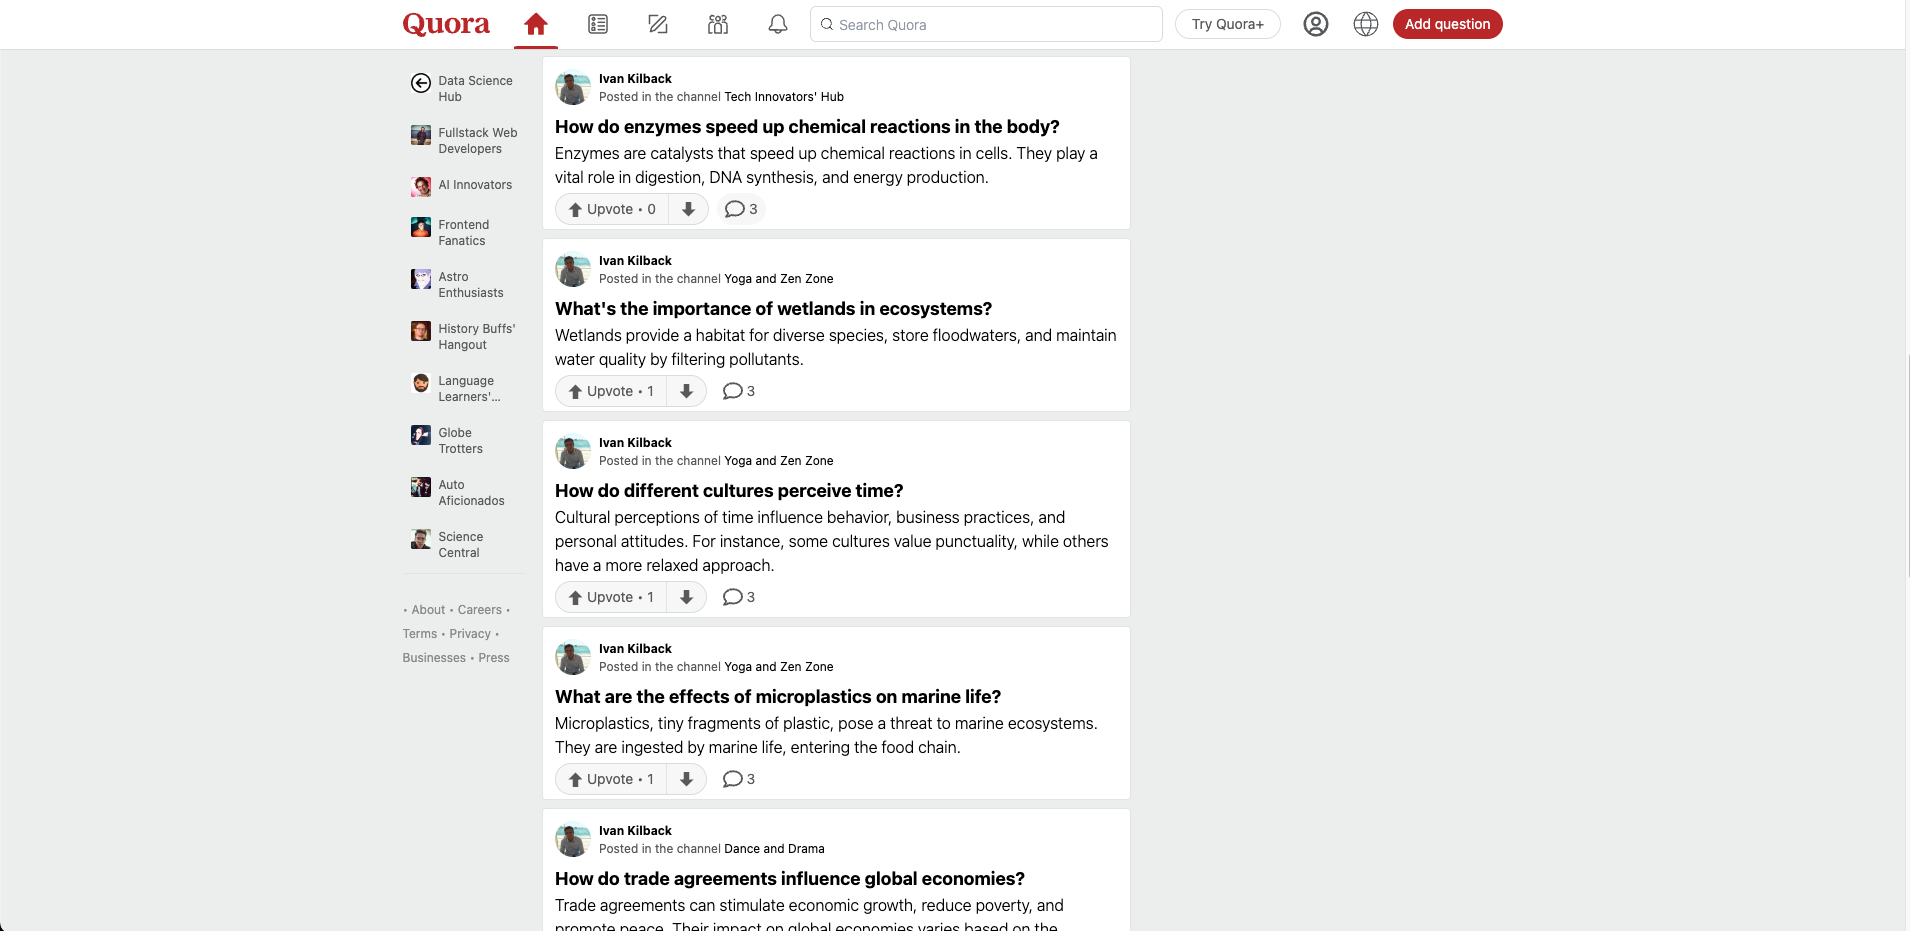 Quora
Search Quora
Try Quora+
Add question
Data Science
Hub
Fullstack Web
Developers
AI Innovators
Frontend
Fanatics
Astro
Enthusiasts
History Buffs'
Hangout
Language
Learners'...
Globe
Trotters
Auto
Aficionados
Science
Central
• About • Careers •
Terms • Privacy •
Businesses • Press
Ivan Kilback
Posted in the channel Tech Innovators' Hub
How do enzymes speed up chemical reactions in the body?
Enzymes are catalysts that speed up chemical reactions in cells. They play a
vital role in digestion, DNA synthesis, and energy production.
Upvote • 0 3
Ivan Kilback
Posted in the channel Yoga and Zen Zone
What's the importance of wetlands in ecosystems?
Wetlands provide a habitat for diverse species, store floodwaters, and maintain
water quality by filtering pollutants.
Upvote • 1 3
Ivan Kilback
Posted in the channel Yoga and Zen Zone
How do different cultures perceive time?
Cultural perceptions of time influence behavior, business practices, and
personal attitudes. For instance, some cultures value punctuality, while others
have a more relaxed approach.
Upvote • 1 3
Ivan Kilback
Posted in the channel Yoga and Zen Zone
What are the effects of microplastics on marine life?
Microplastics, tiny fragments of plastic, pose a threat to marine ecosystems.
They are ingested by marine life, entering the food chain.
Upvote • 1 3
Ivan Kilback
Posted in the channel Dance and Drama
How do trade agreements influence global economies?
Trade agreements can stimulate economic growth, reduce poverty, and
promote peace. Their impact on global economies varies based on the